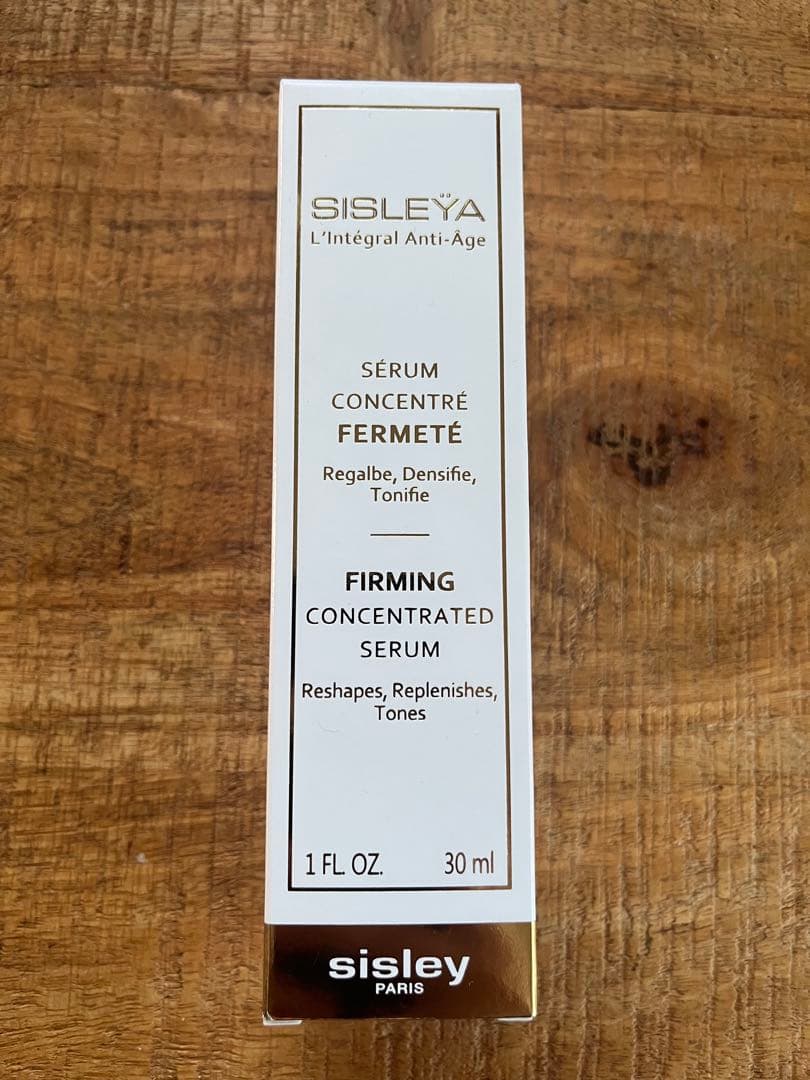 SISLEŸA
L'Intégral Anti-Âge
SÉRUM
CONCENTRÉ
FERMETÉ
Regalbe, Densifie,
Tonifie
FIRMING
CONCENTRATED
SERUM
Reshapes, Replenishes,
Tones
1 FL. OZ. 30 ml
sisley
PARIS